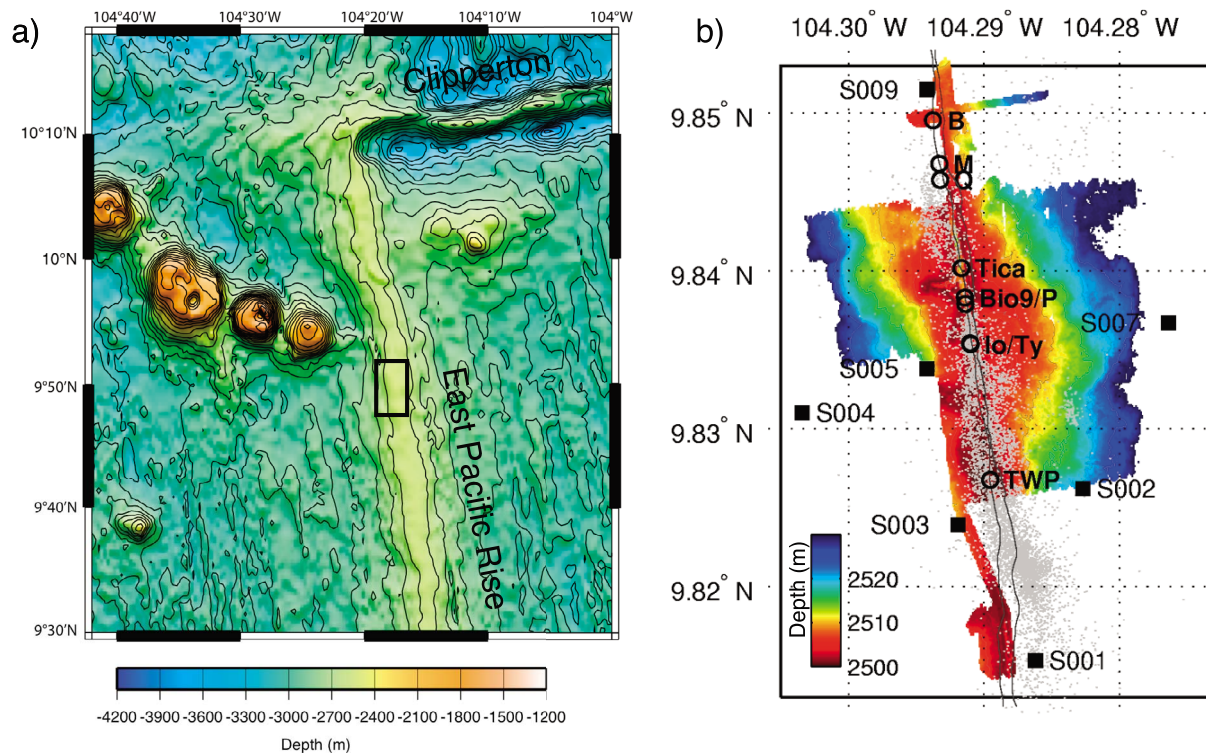 a)
104°40'W 104°20'W 104°10'W 104°W
10°10'N
10°N
9°50'N
9°40'N
9°30'N
Clipperton
East Pacific Rise
-4200 -3900 -3600 -3300 -3000 -2700 -2400 -2100 -1800 -1500 -1200
Depth (m)
b)
104.30° W 104.29° W 104.28° W
9.85° N
9.84° N
9.83° N
9.82° N
S009
B
M
Q
Tica
Bio9/P
S007
Io/Ty
S005
S004
TWP
S002
S003
S001
Depth (m)
2520
2510
2500